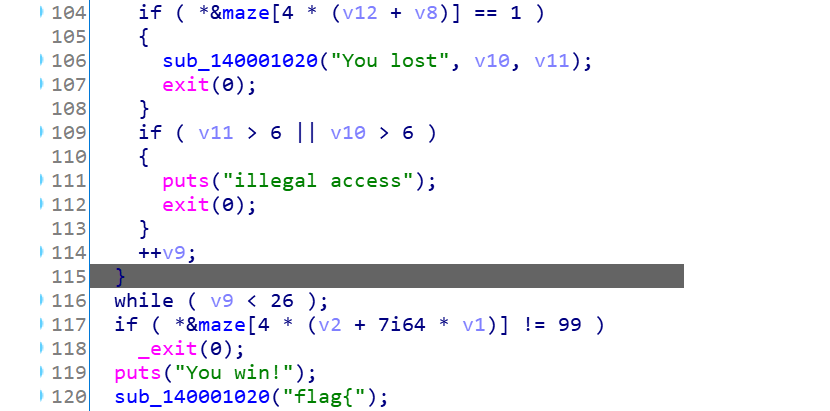 104 if ( *&maze[4 * (v12 + v8)] == 1 )
105 {
106 sub_140001020("You lost", v10, v11);
107 exit(0);
108 }
109 if ( v11 > 6 || v10 > 6 )
110 {
111 puts("illegal access");
112 exit(0);
113 }
114 ++v9;
115 }
116 while ( v9 < 26 );
117 if ( *&maze[4 * (v2 + 7i64 * v1)] != 99 )
118 _exit(0);
119 puts("You win!");
120 sub_140001020("flag{");